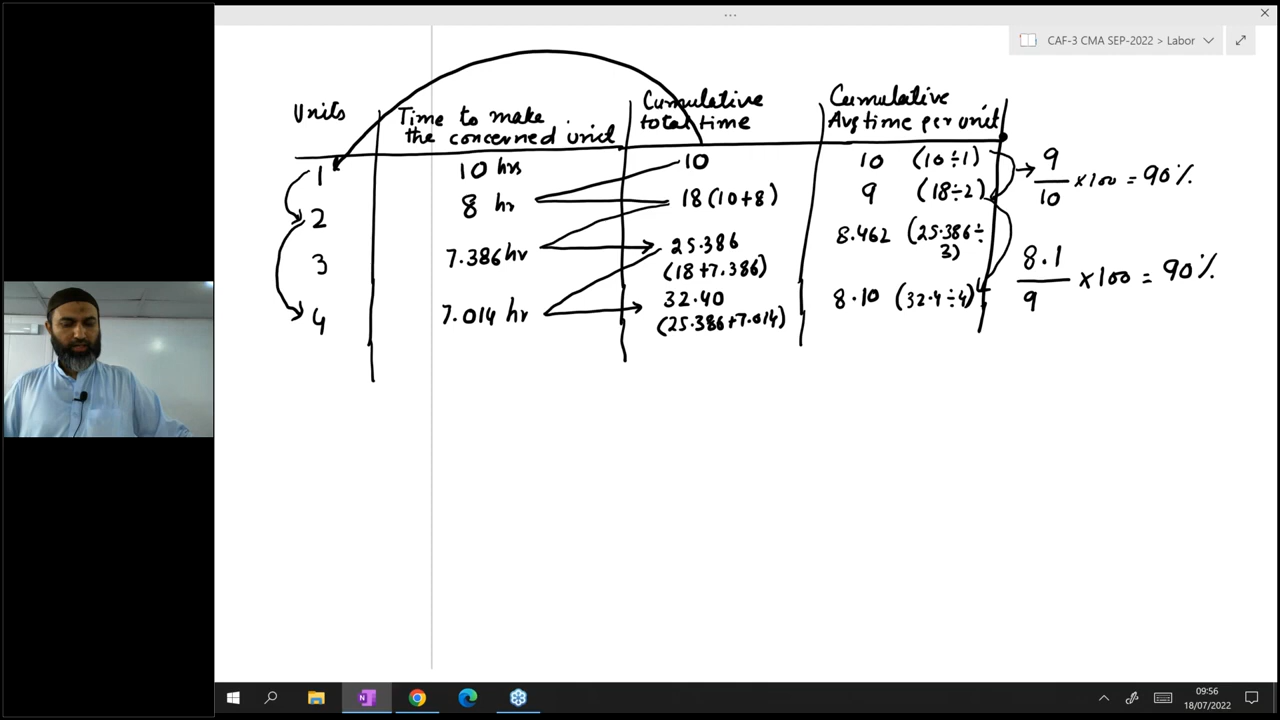 CAF-3 CMA SEP-2022 > Labor
Units
Time to make
the concerned unit
Cumulative
total time
Cumulative
Avg time per unit
1
10 hrs
10
10 (10÷1)
9
10
×100 = 90%
2
8 hr
18 (10+8)
9 (18÷2)
3
7.386 hr
25.386
(18+7.386)
8.462 (25.386÷
3)
8.1
9
×100 = 90%
4
7.014 hr
32.40
(25.386+7.014)
8.10 (32.4÷4)
09:56
18/07/2022